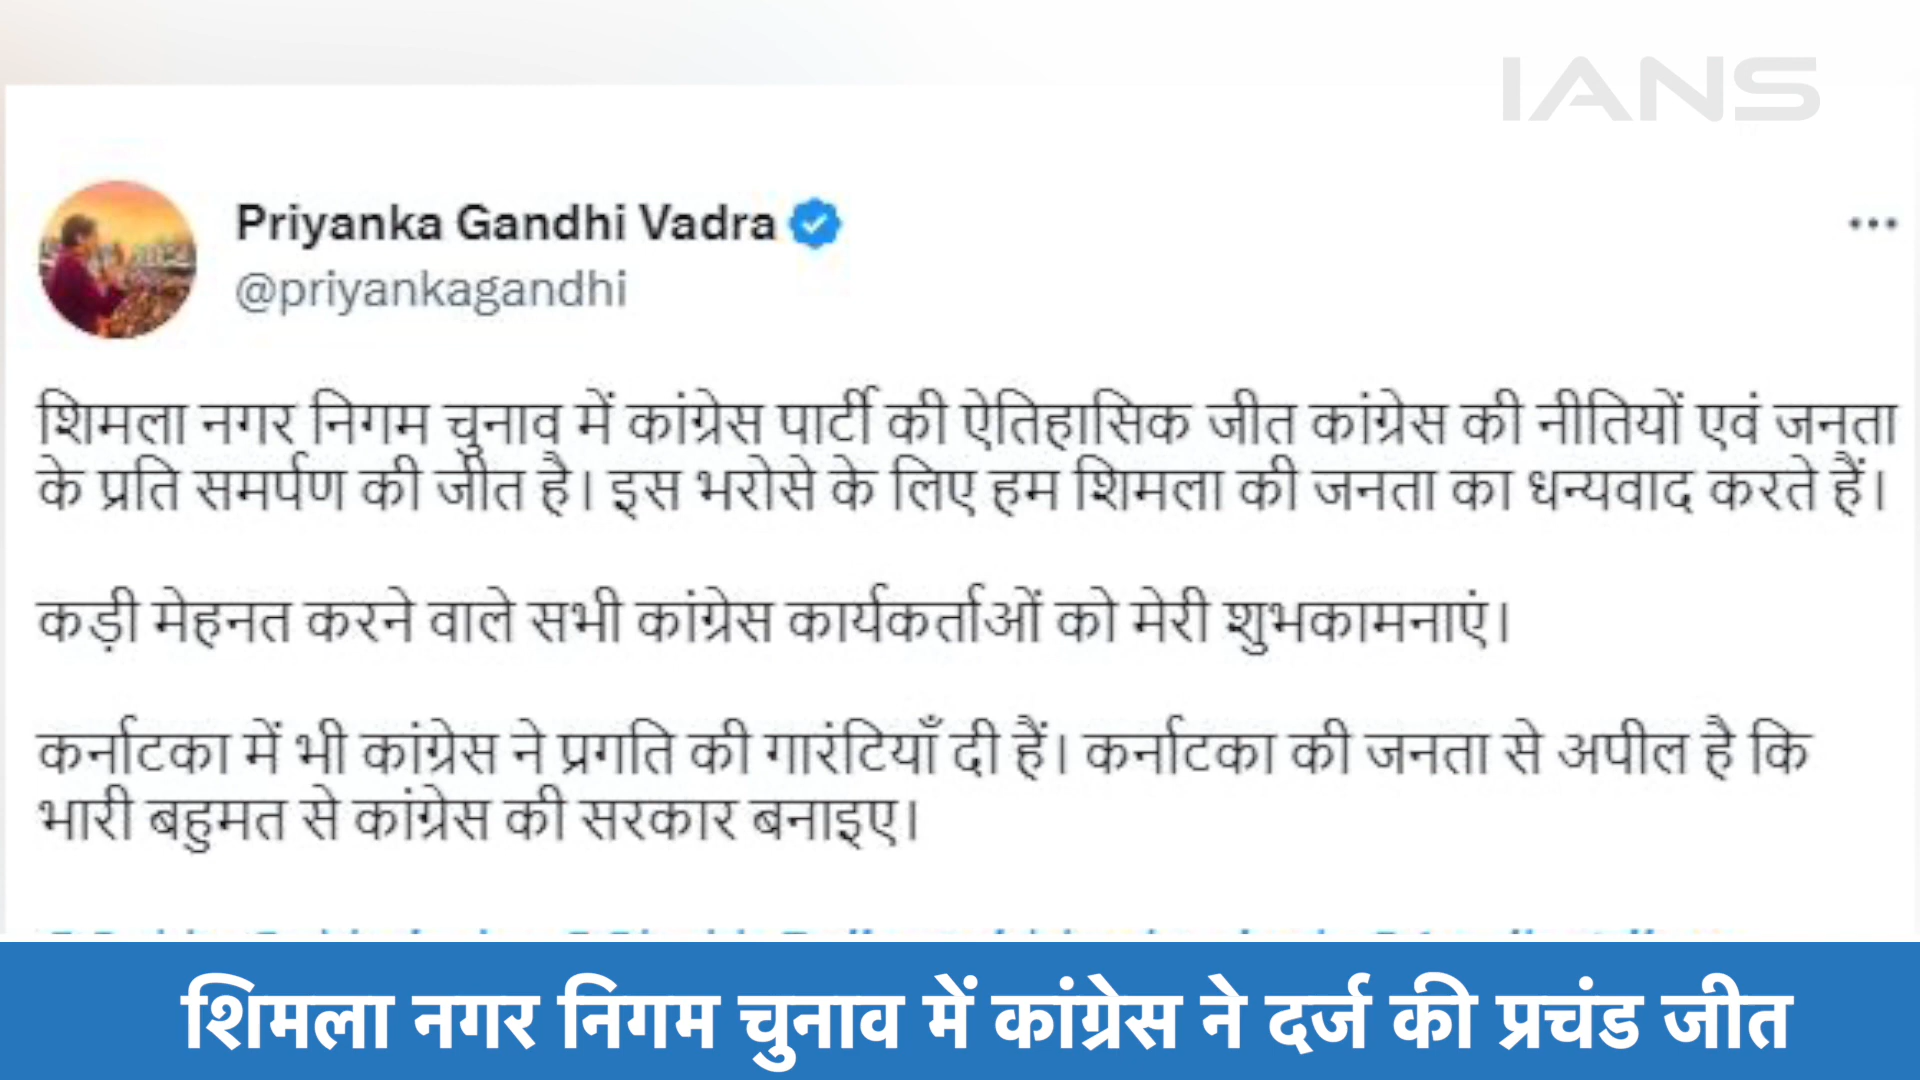 IANS
Priyanka Gandhi Vadra
@priyankagandhi
शिमला नगर निगम चुनाव में कांग्रेस पार्टी की ऐतिहासिक जीत कांग्रेस की नीतियों एवं जनता
के प्रति समर्पण की जीत है। इस भरोसे के लिए हम शिमला की जनता का धन्यवाद करते हैं।
कड़ी मेहनत करने वाले सभी कांग्रेस कार्यकर्ताओं को मेरी शुभकामनाएं।
कर्नाटका में भी कांग्रेस ने प्रगति की गारंटियाँ दी हैं। कर्नाटका की जनता से अपील है कि
भारी बहुमत से कांग्रेस की सरकार बनाइए।
शिमला नगर निगम चुनाव में कांग्रेस ने दर्ज की प्रचंड जीत